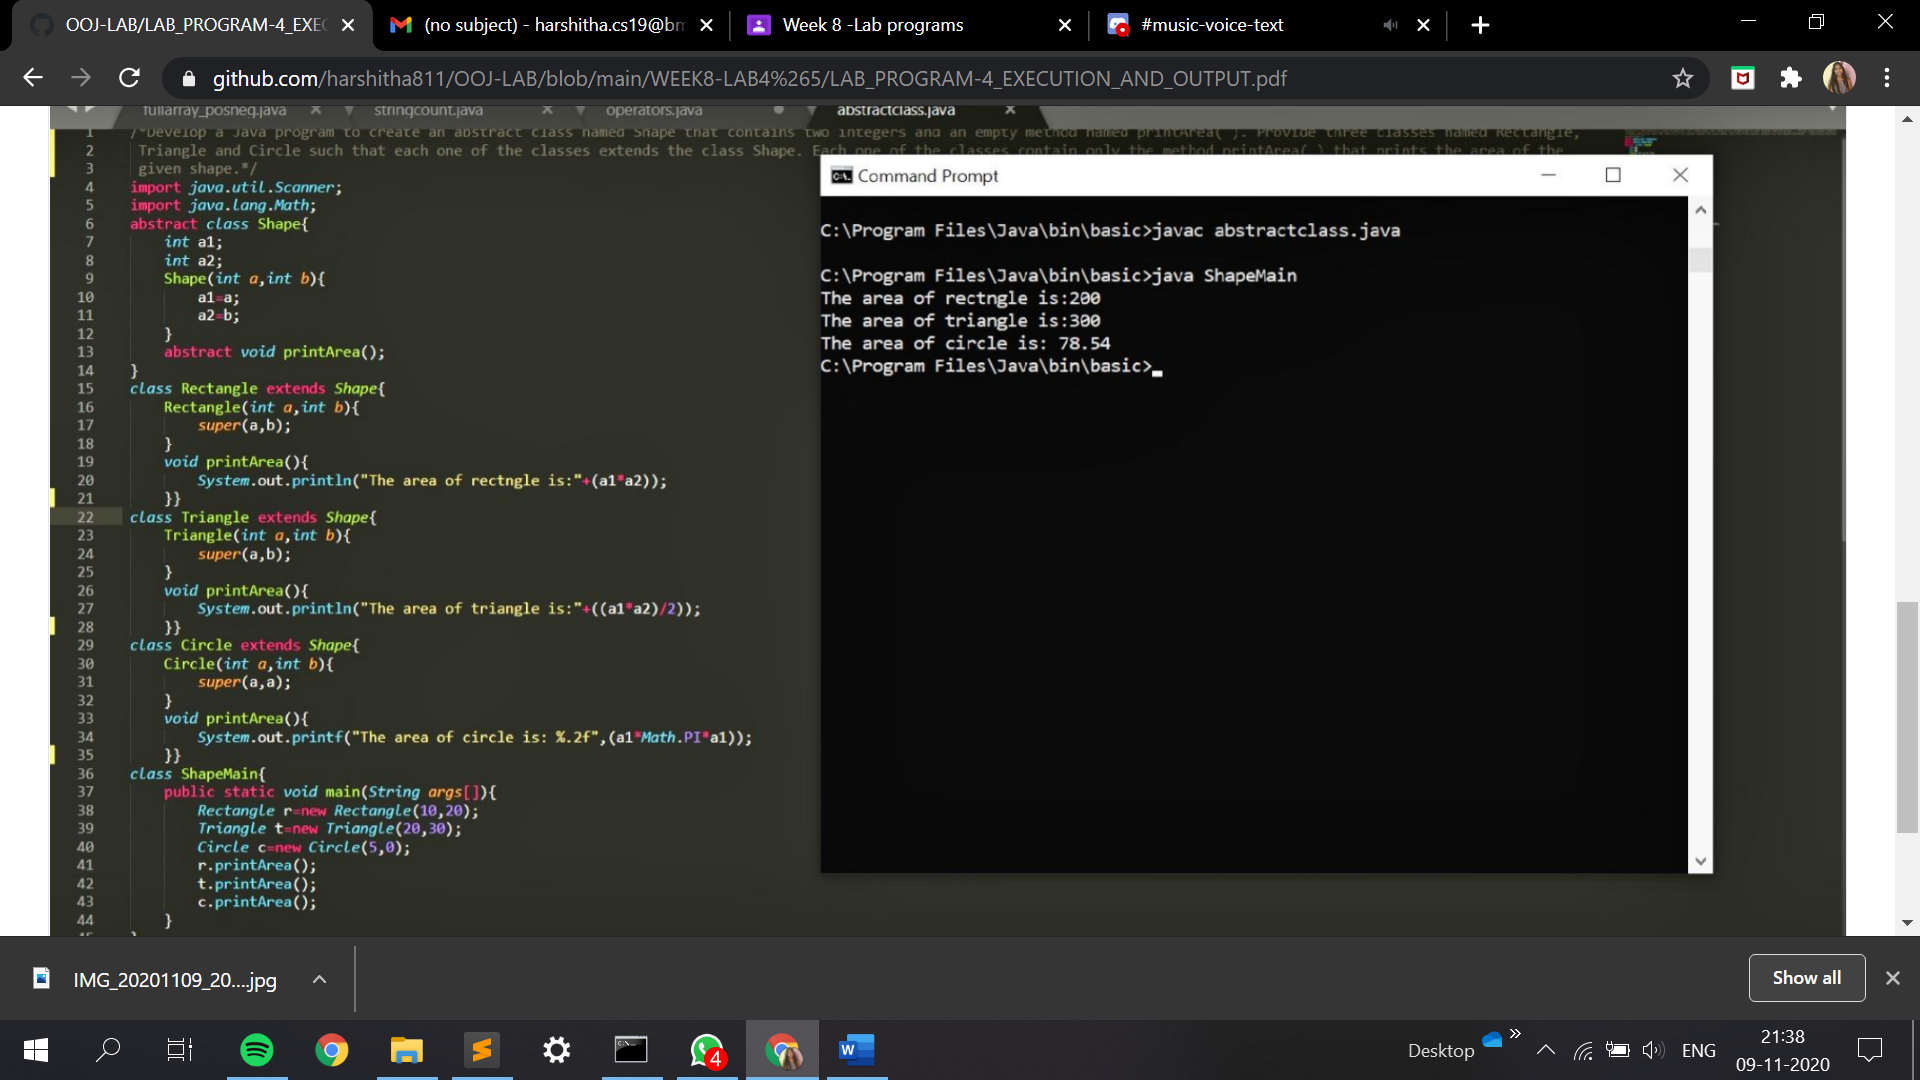 OOJ-LAB/LAB_PROGRAM-4_EXE
(no subject) - harshitha.cs19@bm
Week 8 -Lab programs
#music-voice-text
github.com/harshitha811/OOJ-LAB/blob/main/WEEK8-LAB4%265/LAB_PROGRAM-4_EXECUTION_AND_OUTPUT.pdf
fullarray_posneg.java
stringcount.java
operators.java
abstractclass.java
1 /*Develop a Java program to create an abstract class named Shape that contains two integers and an empty method named printArea( ). Provide three classes named Rectangle,
2 Triangle and Circle such that each one of the classes extends the class Shape. Each one of the classes contain only the method printArea( ) that prints the area of the
3 given shape.*/
4 import java.util.Scanner;
5 import java.lang.Math;
6 abstract class Shape{
7 int a1;
8 int a2;
9 Shape(int a,int b){
10 a1=a;
11 a2=b;
12 }
13 abstract void printArea();
14 }
15 class Rectangle extends Shape{
16 Rectangle(int a,int b){
17 super(a,b);
18 }
19 void printArea(){
20 System.out.println("The area of rectngle is:"+(a1*a2));
21 }}
22 class Triangle extends Shape{
23 Triangle(int a,int b){
24 super(a,b);
25 }
26 void printArea(){
27 System.out.println("The area of triangle is:"+((a1*a2)/2));
28 }}
29 class Circle extends Shape{
30 Circle(int a,int b){
31 super(a,a);
32 }
33 void printArea(){
34 System.out.printf("The area of circle is: %.2f",(a1*Math.PI*a1));
35 }}
36 class ShapeMain{
37 public static void main(String args[]){
38 Rectangle r=new Rectangle(10,20);
39 Triangle t=new Triangle(20,30);
40 Circle c=new Circle(5,0);
41 r.printArea();
42 t.printArea();
43 c.printArea();
44 }
Command Prompt
C:\Program Files\Java\bin\basic>javac abstractclass.java
C:\Program Files\Java\bin\basic>java ShapeMain
The area of rectngle is:200
The area of triangle is:300
The area of circle is: 78.54
C:\Program Files\Java\bin\basic>
IMG_20201109_20....jpg
Show all
4
Desktop
ENG
21:38
09-11-2020